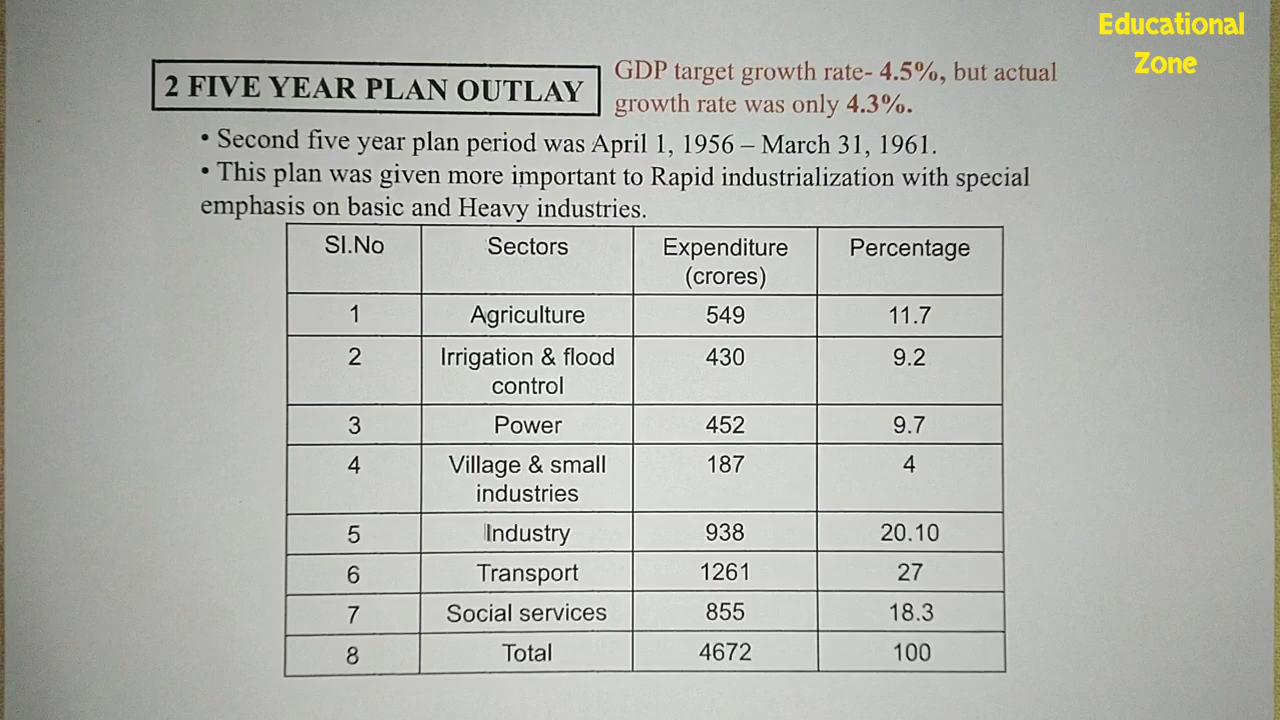 Educational
Zone
2 FIVE YEAR PLAN OUTLAY
GDP target growth rate- 4.5%, but actual
growth rate was only 4.3%.
• Second five year plan period was April 1, 1956 – March 31, 1961.
• This plan was given more important to Rapid industrialization with special
emphasis on basic and Heavy industries.
SI.No Sectors Expenditure Percentage
(crores)
1 Agriculture 549 11.7
2 Irrigation & flood 430 9.2
control
3 Power 452 9.7
4 Village & small 187 4
industries
5 Industry 938 20.10
6 Transport 1261 27
7 Social services 855 18.3
8 Total 4672 100